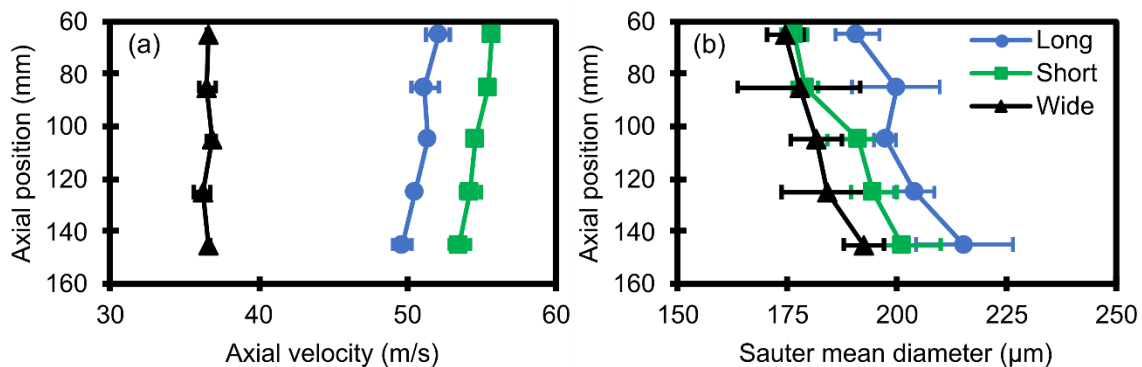 (a)
Axial position (mm)
60
80
100
120
140
160
30
40
50
60
Axial velocity (m/s)
(b)
Axial position (mm)
60
80
100
120
140
160
150
175
200
225
250
Sauter mean diameter (µm)
Long
Short
Wide